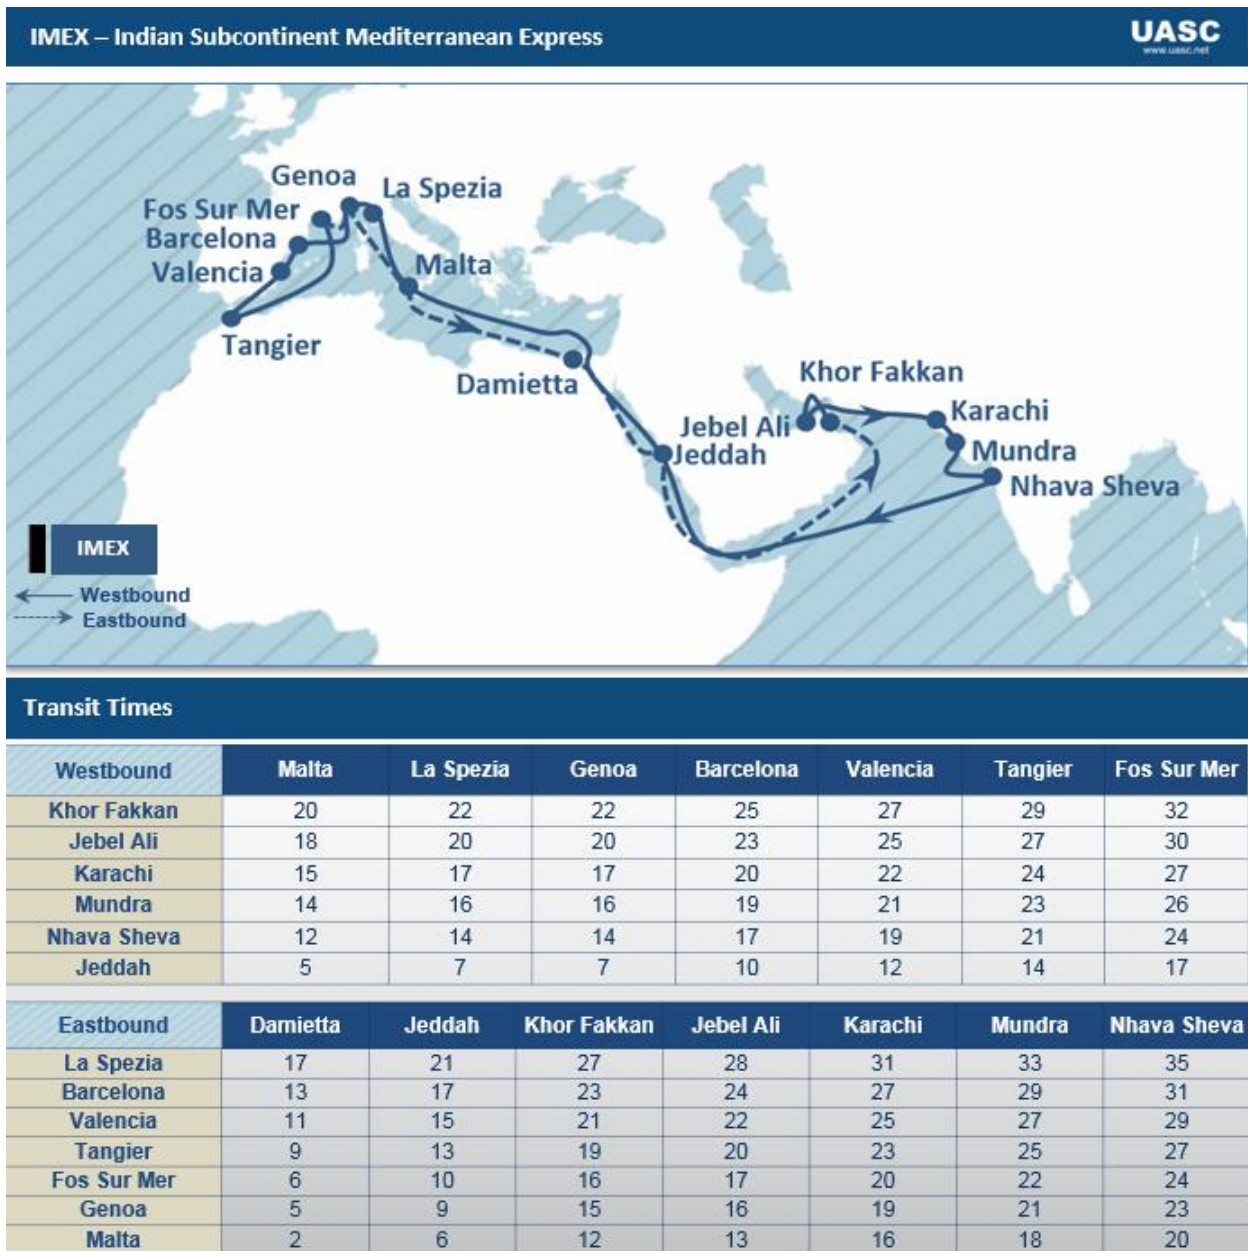 IMEX – Indian Subcontinent Mediterranean Express
UASC
www.uasc.net
Genoa
La Spezia
Fos Sur Mer
Barcelona
Valencia
Malta
Tangier
Damietta
Khor Fakkan
Karachi
Jebel Ali
Mundra
Jeddah
Nhava Sheva
IMEX
Westbound
Eastbound
Transit Times
Westbound Malta La Spezia Genoa Barcelona Valencia Tangier Fos Sur Mer
Khor Fakkan 20 22 22 25 27 29 32
Jebel Ali 18 20 20 23 25 27 30
Karachi 15 17 17 20 22 24 27
Mundra 14 16 16 19 21 23 26
Nhava Sheva 12 14 14 17 19 21 24
Jeddah 5 7 7 10 12 14 17
Eastbound Damietta Jeddah Khor Fakkan Jebel Ali Karachi Mundra Nhava Sheva
La Spezia 17 21 27 28 31 33 35
Barcelona 13 17 23 24 27 29 31
Valencia 11 15 21 22 25 27 29
Tangier 9 13 19 20 23 25 27
Fos Sur Mer 6 10 16 17 20 22 24
Genoa 5 9 15 16 19 21 23
Malta 2 6 12 13 16 18 20